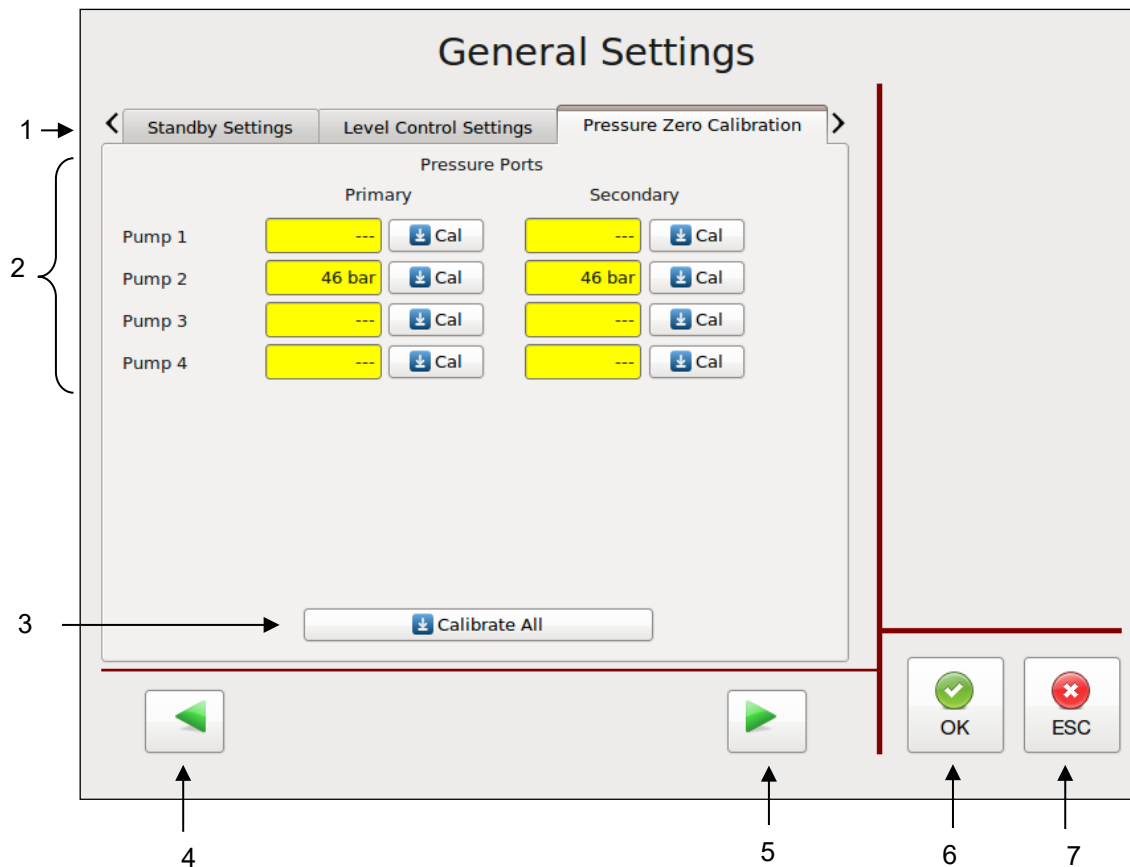 General Settings
1
Standby Settings Level Control Settings Pressure Zero Calibration
Pressure Ports
Primary Secondary
Pump 1 --- Cal --- Cal
2
Pump 2 46 bar Cal 46 bar Cal
Pump 3 --- Cal --- Cal
Pump 4 --- Cal --- Cal
3
Calibrate All
OK ESC
4 5 6 7